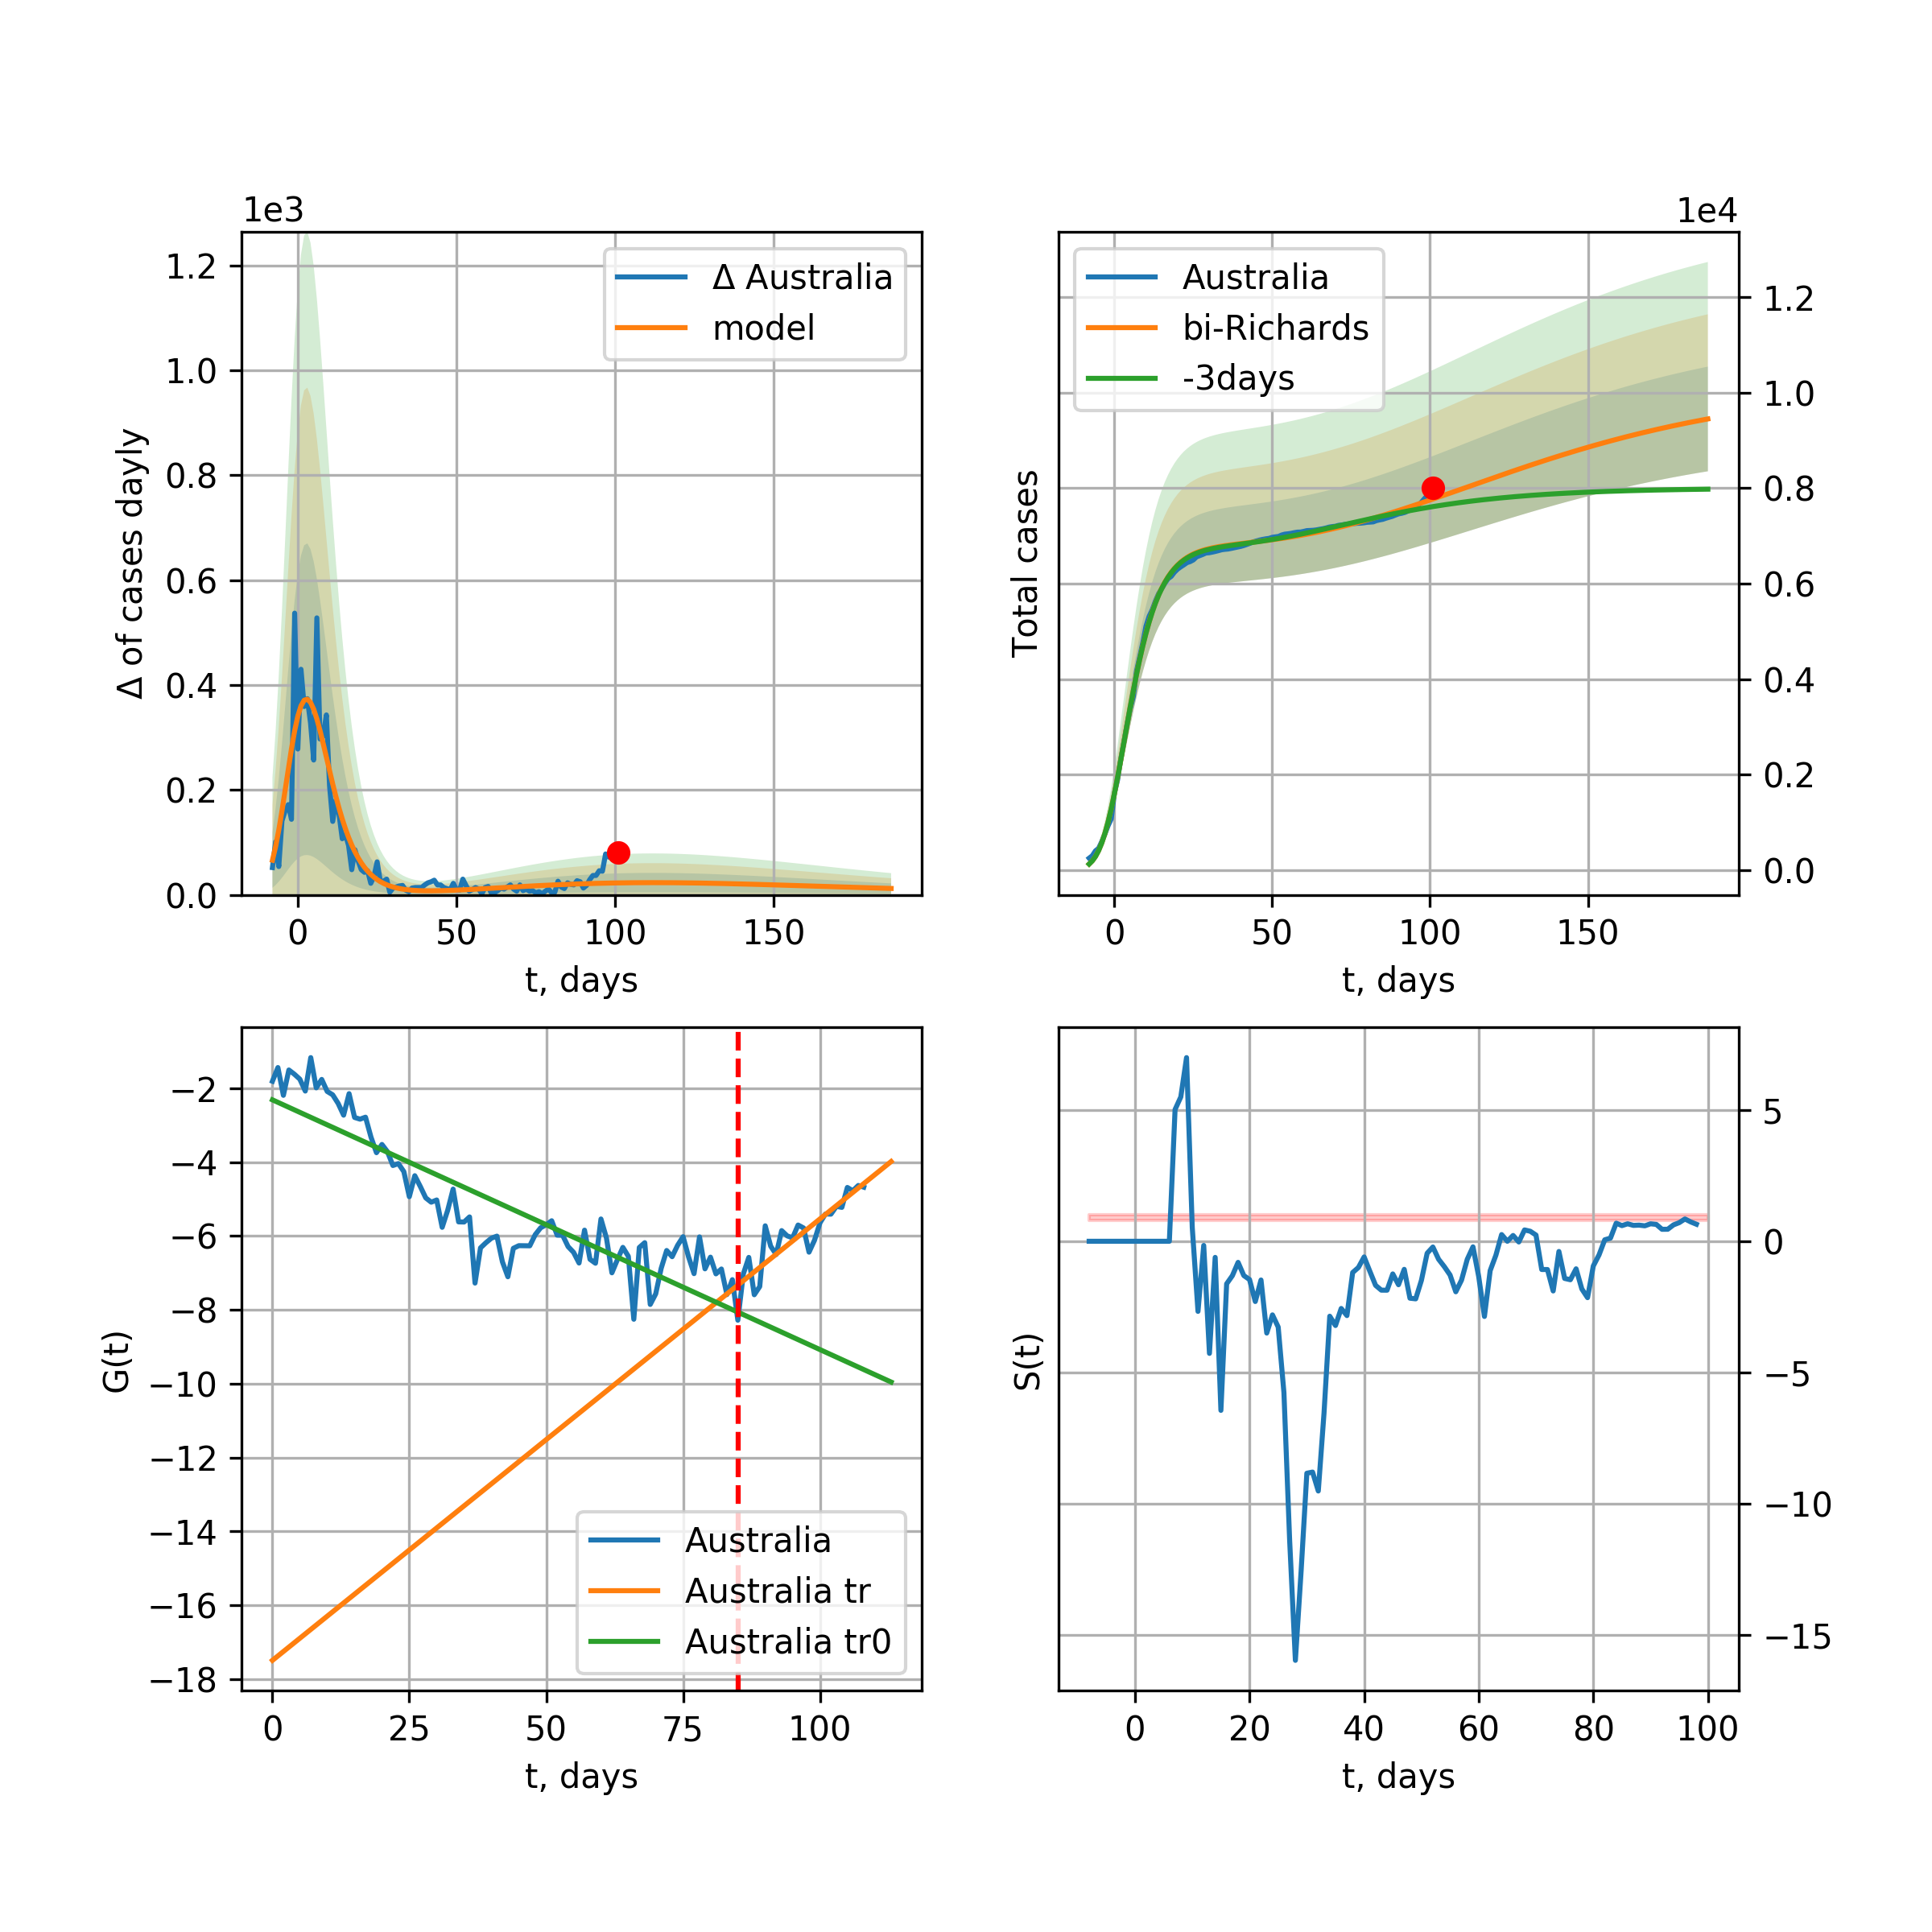 1e3
1.2
1.0
0.8
0.6
0.4
0.2
0.0
Δ of cases dayly
Δ Australia
model
0 50 100 150
t, days
1e4
Australia
bi-Richards
-3days
Total cases
1.2
1.0
0.8
0.6
0.4
0.2
0.0
0 50 100 150
t, days
−2
−4
−6
−8
−10
−12
−14
−16
−18
G(t)
Australia
Australia tr
Australia tr0
0 25 50 75 100
t, days
S(t)
5
0
−5
−10
−15
0 20 40 60 80 100
t, days